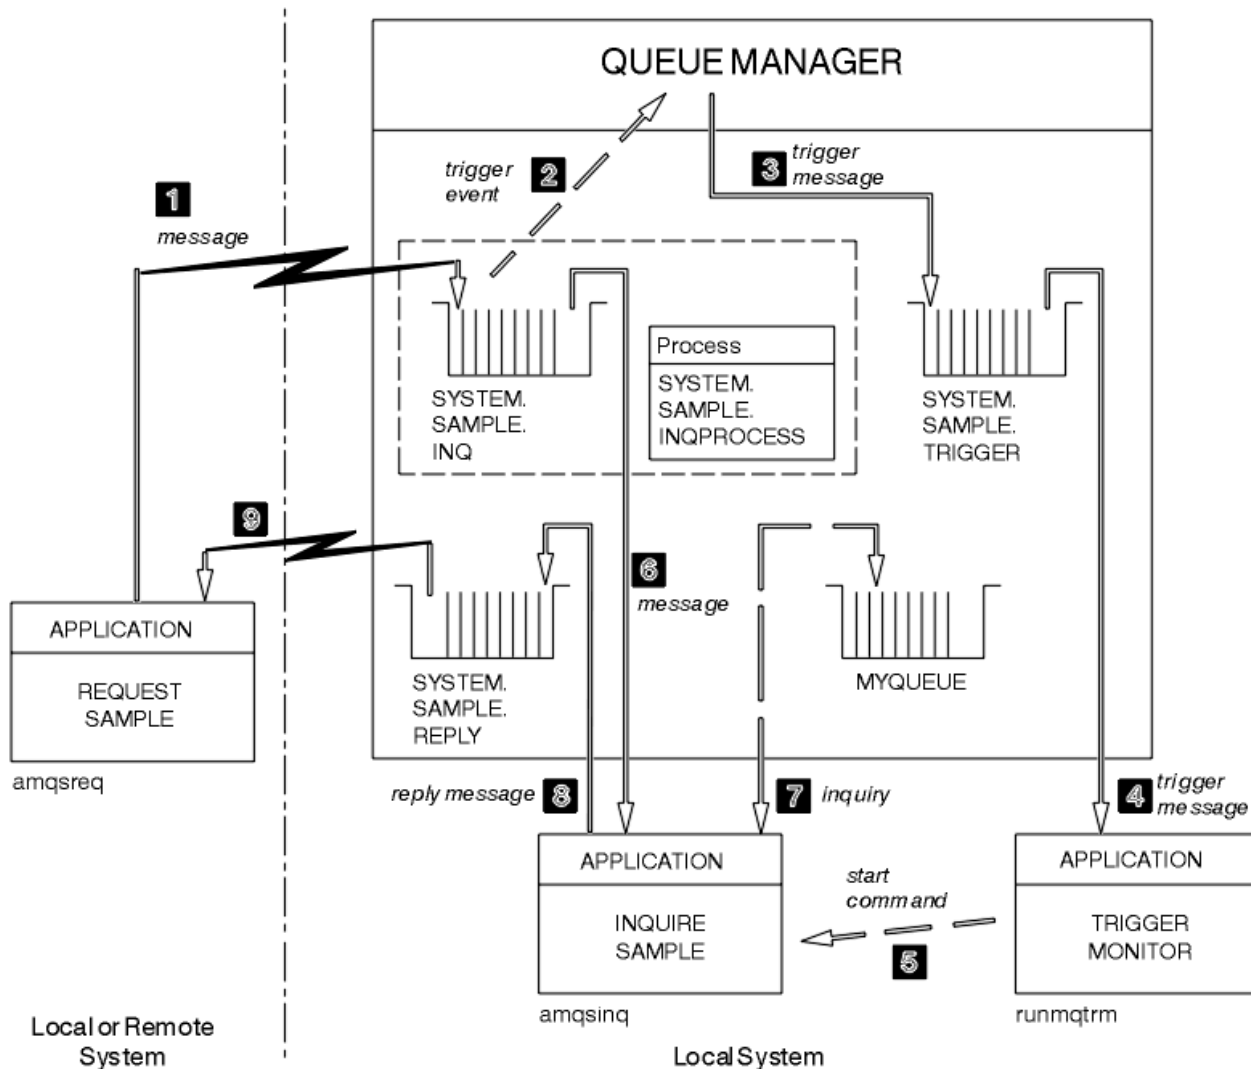 QUEUE MANAGER
trigger
event
2
3
trigger
message
1
message
Process
SYSTEM.
SAMPLE.
INQPROCESS
SYSTEM.
SAMPLE.
INQ
SYSTEM.
SAMPLE.
TRIGGER
9
6
message
APPLICATION
REQUEST
SAMPLE
amqsreq
SYSTEM.
SAMPLE.
REPLY
MYQUEUE
reply message 8
7 inquiry
4 trigger
message
APPLICATION
INQUIRE
SAMPLE
amqsinq
start
command
5
APPLICATION
TRIGGER
MONITOR
runmqtrm
Local or Remote
System
Local System